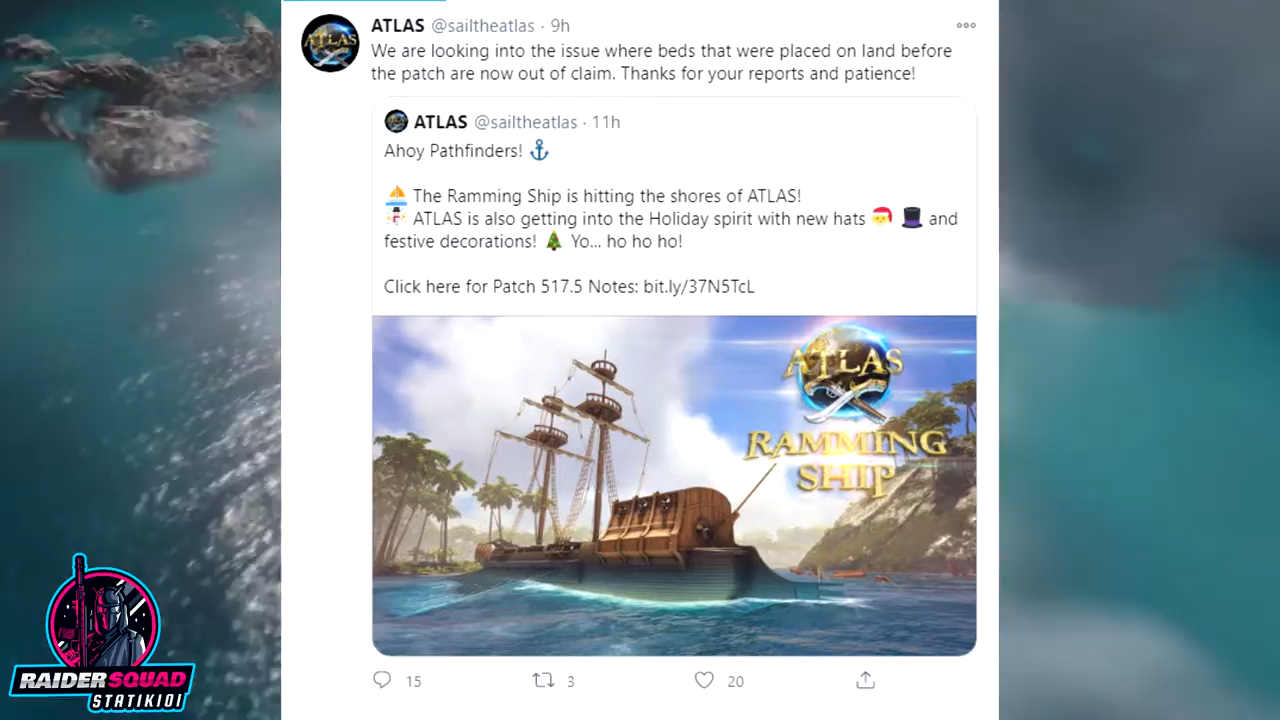 ATLAS @sailtheatlas · 9h
We are looking into the issue where beds that were placed on land before
the patch are now out of claim. Thanks for your reports and patience!
ATLAS @sailtheatlas · 11h
Ahoy Pathfinders! ⚓
⛵ The Ramming Ship is hitting the shores of ATLAS!
☃️ ATLAS is also getting into the Holiday spirit with new hats 🎅 🎩 and
festive decorations! 🎄 Yo... ho ho ho!
Click here for Patch 517.5 Notes: bit.ly/37N5TcL
ATLAS
RAMMING
SHIP
15 3 20
RAIDER SQUAD
STATIK101